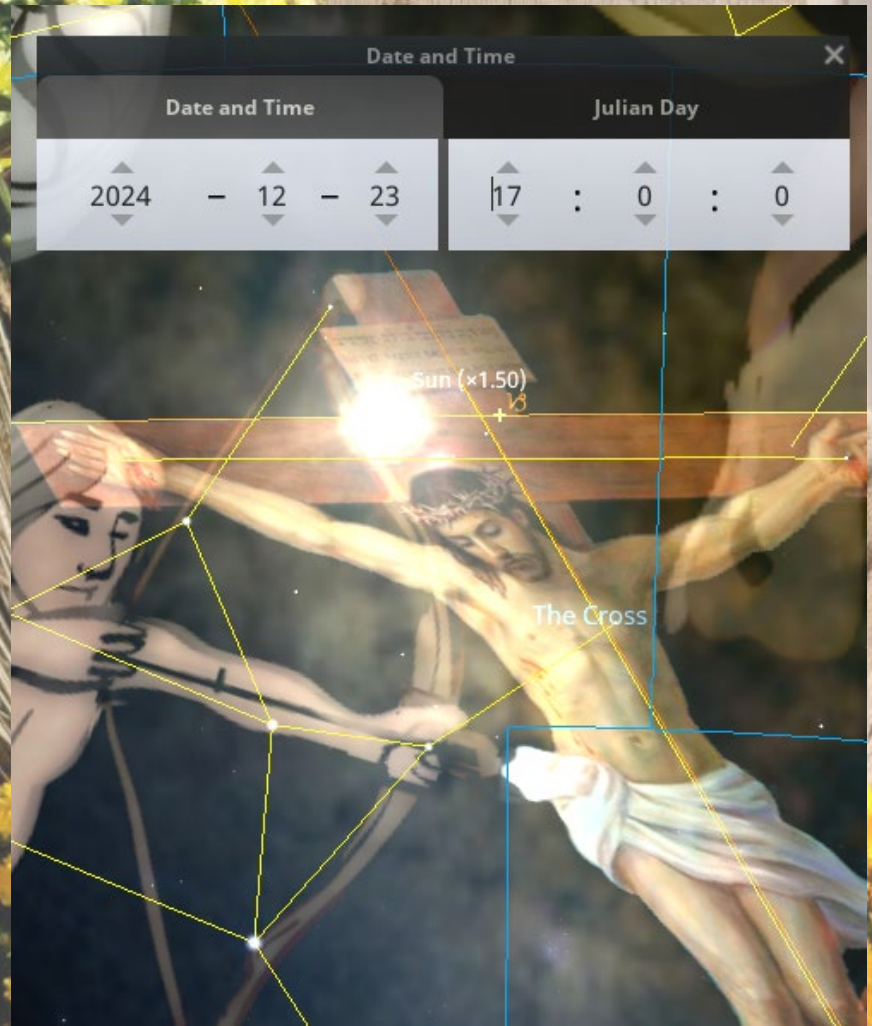 Date and Time
Date and Time
Julian Day
2024 - 12 - 23
17 : 0 : 0
Sun (×1.50)
The Cross